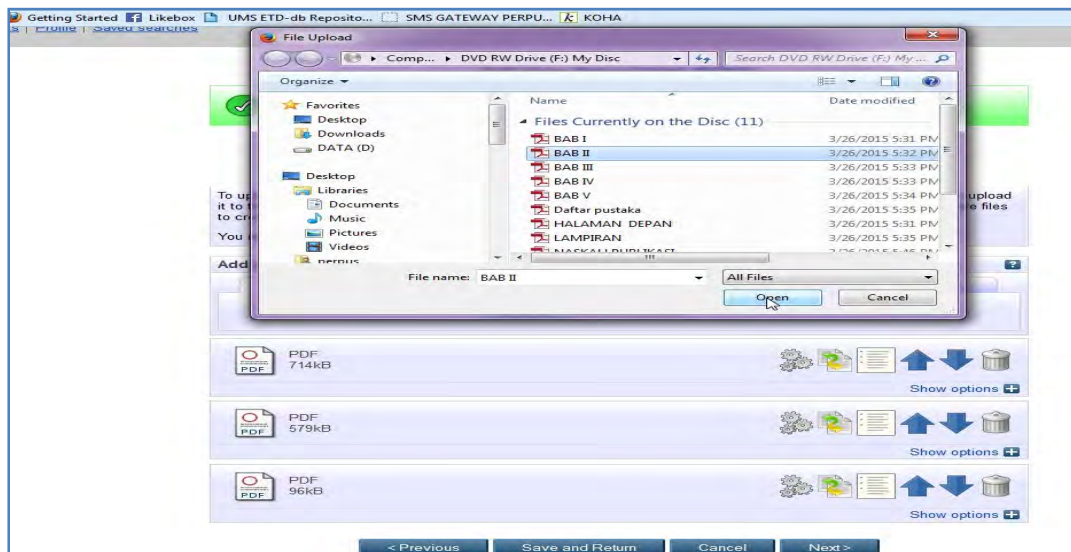 Getting Started Likebox UMS ETD-db Reposito... SMS GATEWAY PERPU... KOHA
s | Profile | Saved searches
File Upload
Comp... DVD RW Drive (F:) My Disc Search DVD RW Drive (F:) My ...
Organize
Favorites
Desktop
Downloads
DATA (D)
Desktop
Libraries
Documents
Music
Pictures
Videos
perpus
Name Date modified
Files Currently on the Disc (11)
BAB I 3/26/2015 5:31 PM
BAB II 3/26/2015 5:32 PM
BAB III 3/26/2015 5:33 PM
BAB IV 3/26/2015 5:33 PM
BAB V 3/26/2015 5:34 PM
Daftar pustaka 3/26/2015 5:35 PM
HALAMAN DEPAN 3/26/2015 5:31 PM
LAMPIRAN 3/26/2015 5:35 PM
NASKAH PUBLIKASI
File name: BAB II All Files
Open Cancel
To up upload
it to e files
to cre
You
Add
PDF
PDF
714kB
Show options
PDF
PDF
579kB
Show options
PDF
PDF
96kB
Show options
< Previous Save and Return Cancel Next >